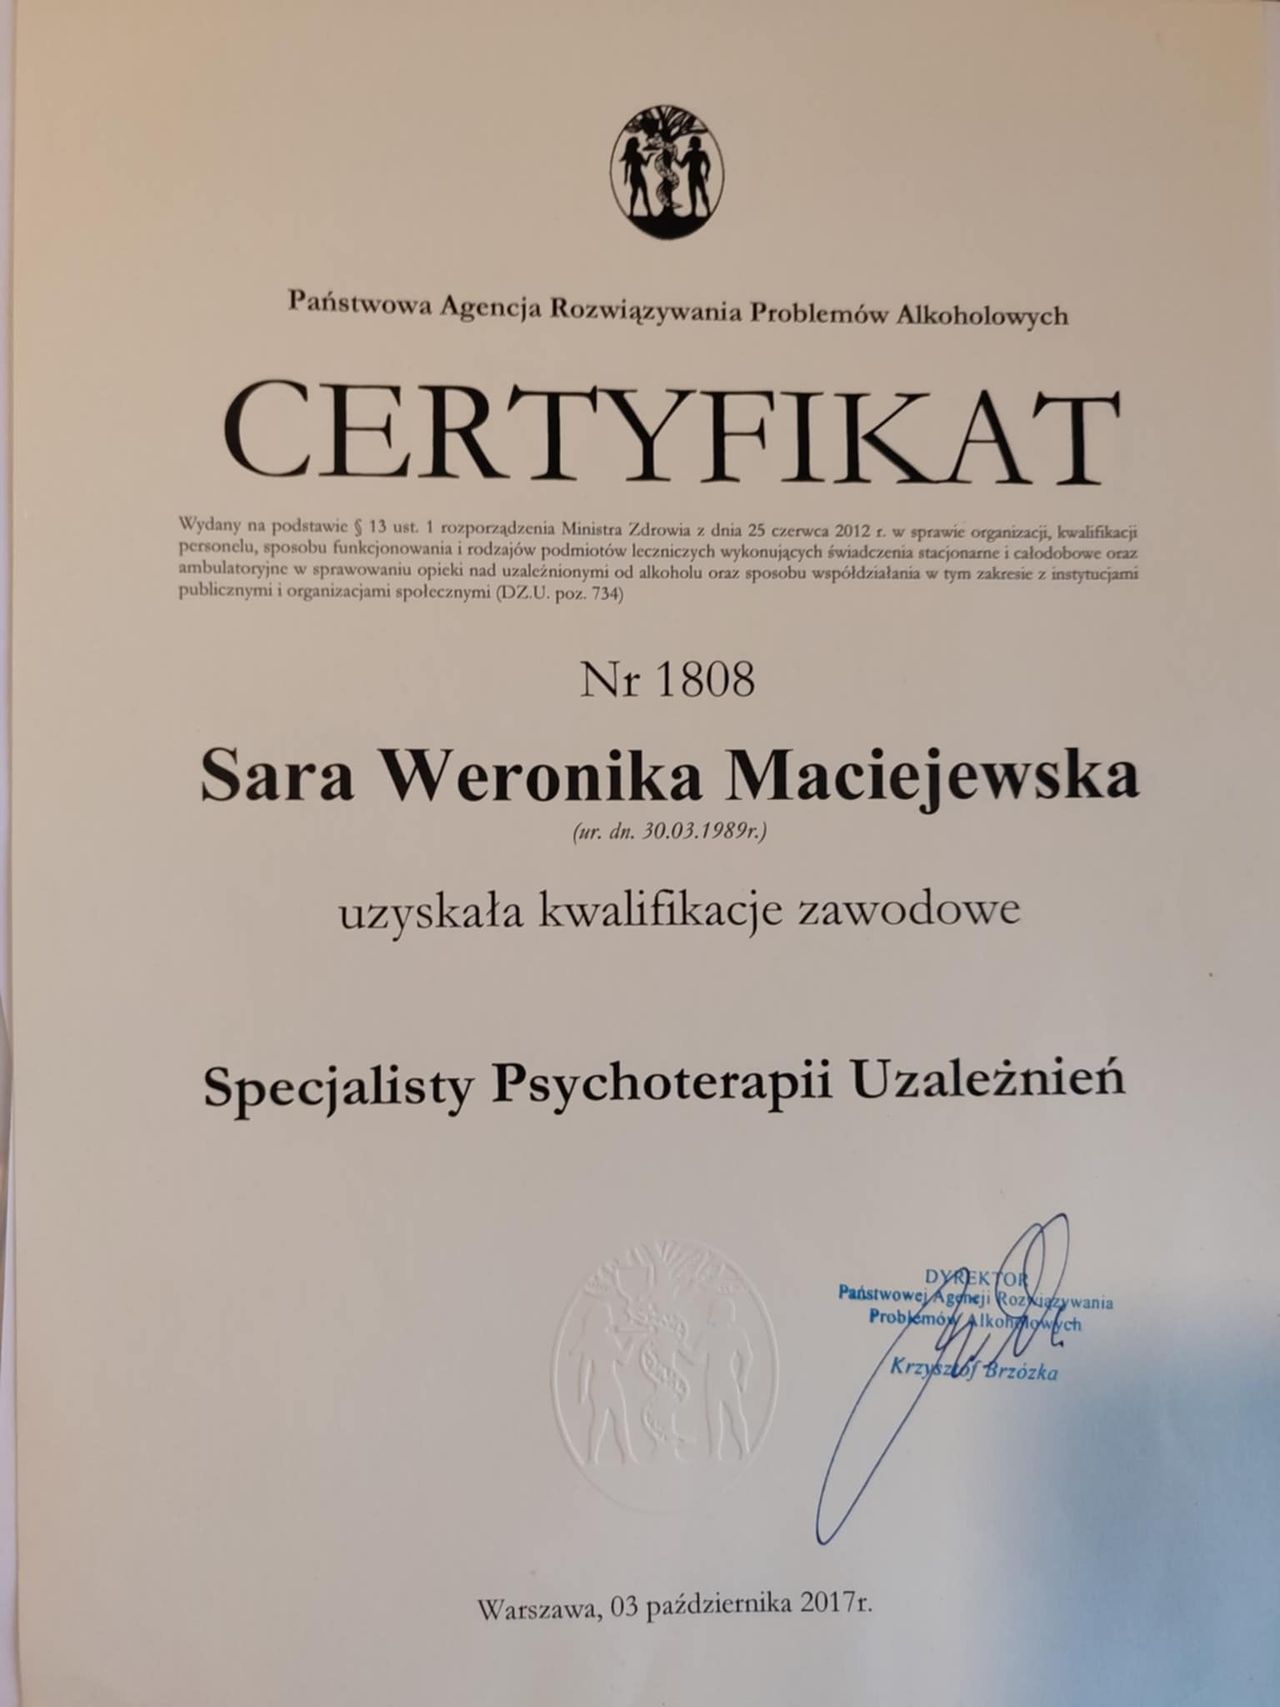 Państwowa Agencja Rozwiązywania Problemów Alkoholowych
CERTYFIKAT
Wydany na podstawie § 13 ust. 1 rozporządzenia Ministra Zdrowia z dnia 25 czerwca 2012 r. w sprawie organizacji, kwalifikacji
personelu, sposobu funkcjonowania i rodzajów podmiotów leczniczych wykonujących świadczenia stacjonarne i całodobowe oraz
ambulatoryjne w sprawowaniu opieki nad uzależnionymi od alkoholu oraz sposobu współdziałania w tym zakresie z instytucjami
publicznymi i organizacjami społecznymi (DZ.U. poz. 734)
Nr 1808
Sara Weronika Maciejewska
(ur. dn. 30.03.1989r.)
uzyskała kwalifikacje zawodowe
Specjalisty Psychoterapii Uzależnień
DYREKTOR
Państwowej Agencji Rozwiązywania
Problemów Alkoholowych
Krzysztof Brzózka
Warszawa, 03 października 2017r.